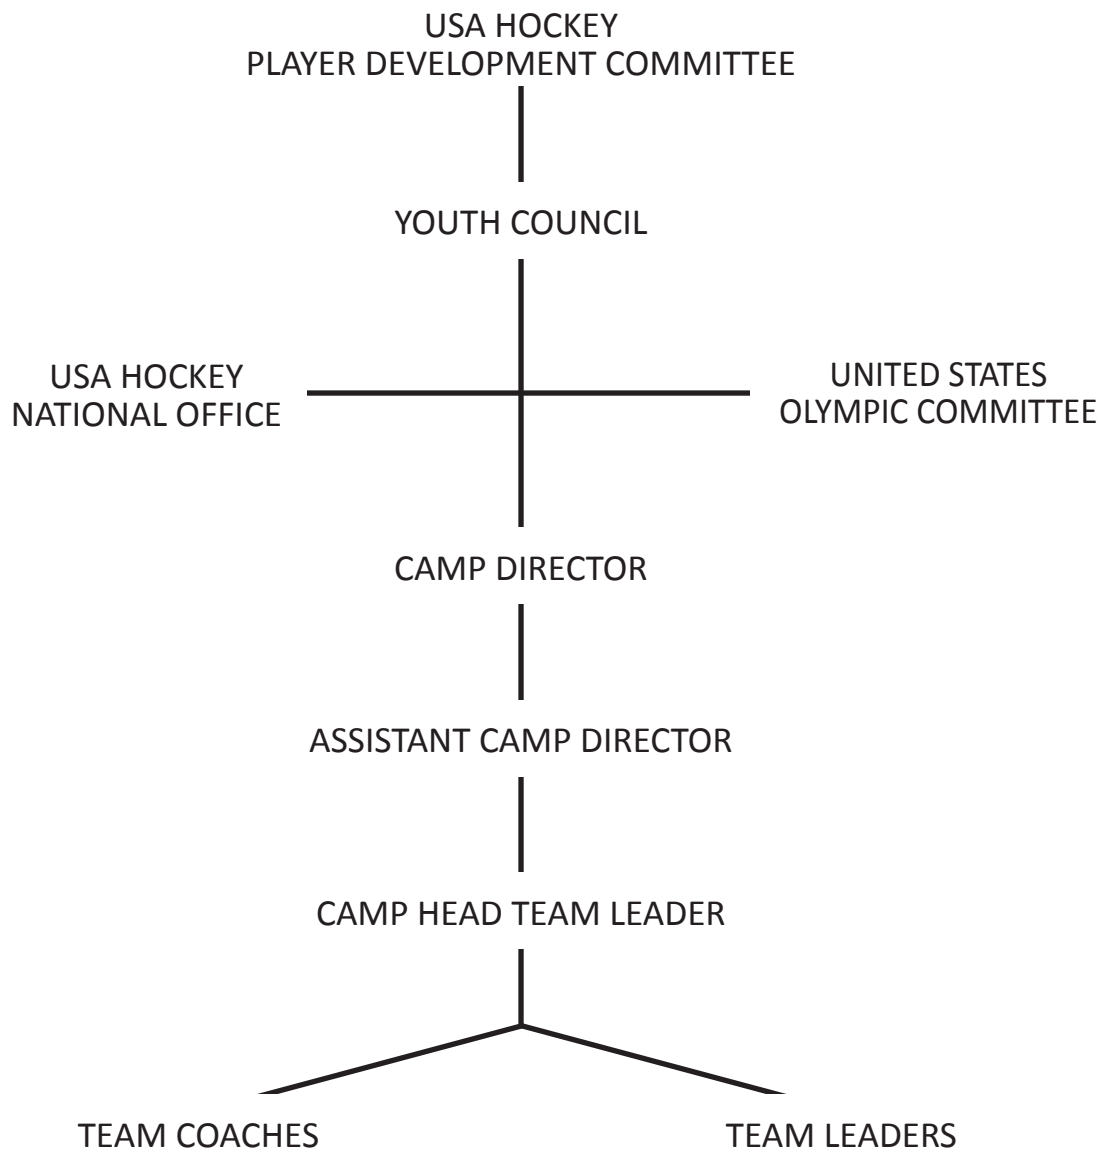 USA HOCKEY
PLAYER DEVELOPMENT COMMITTEE
YOUTH COUNCIL
USA HOCKEY
NATIONAL OFFICE
UNITED STATES
OLYMPIC COMMITTEE
CAMP DIRECTOR
ASSISTANT CAMP DIRECTOR
CAMP HEAD TEAM LEADER
TEAM COACHES
TEAM LEADERS